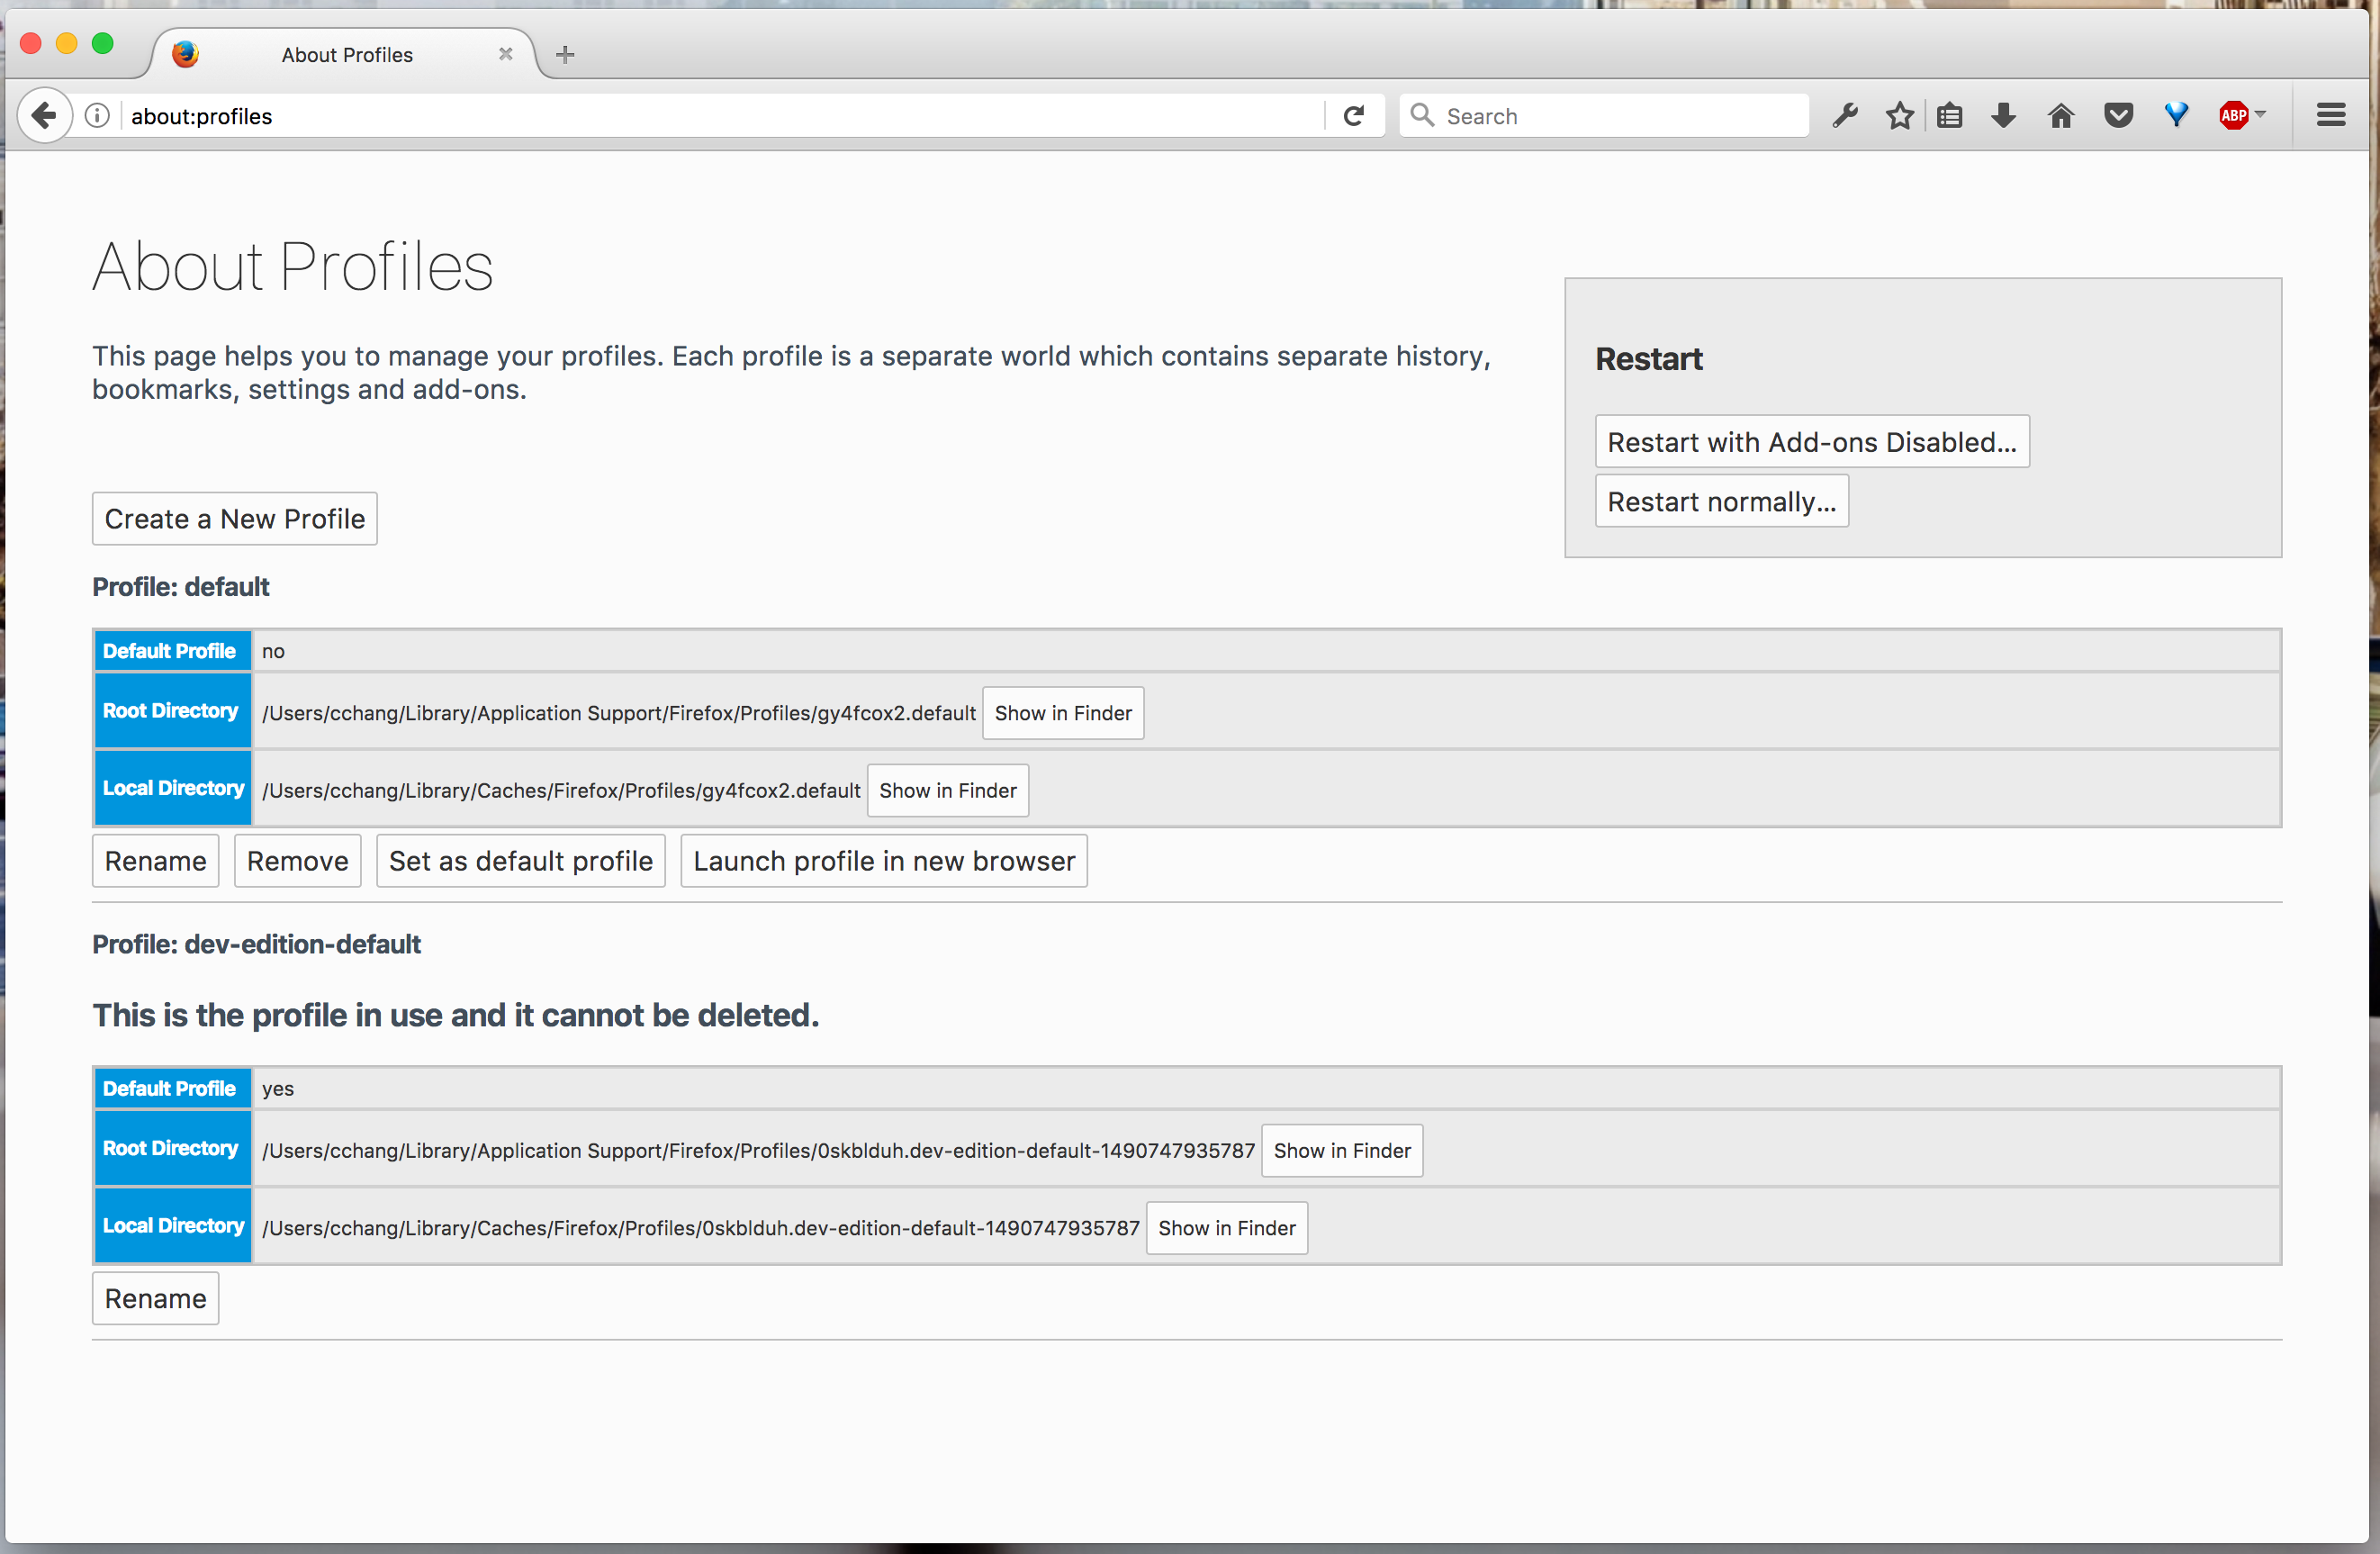 About Profiles
about:profiles
Search
ABP
About Profiles
This page helps you to manage your profiles. Each profile is a separate world which contains separate history,
bookmarks, settings and add-ons.
Restart
Restart with Add-ons Disabled...
Restart normally...
Create a New Profile
Profile: default
Default Profile no
Root Directory /Users/cchang/Library/Application Support/Firefox/Profiles/gy4fcox2.default Show in Finder
Local Directory /Users/cchang/Library/Caches/Firefox/Profiles/gy4fcox2.default Show in Finder
Rename Remove Set as default profile Launch profile in new browser
Profile: dev-edition-default
This is the profile in use and it cannot be deleted.
Default Profile yes
Root Directory /Users/cchang/Library/Application Support/Firefox/Profiles/0skblduh.dev-edition-default-1490747935787 Show in Finder
Local Directory /Users/cchang/Library/Caches/Firefox/Profiles/0skblduh.dev-edition-default-1490747935787 Show in Finder
Rename